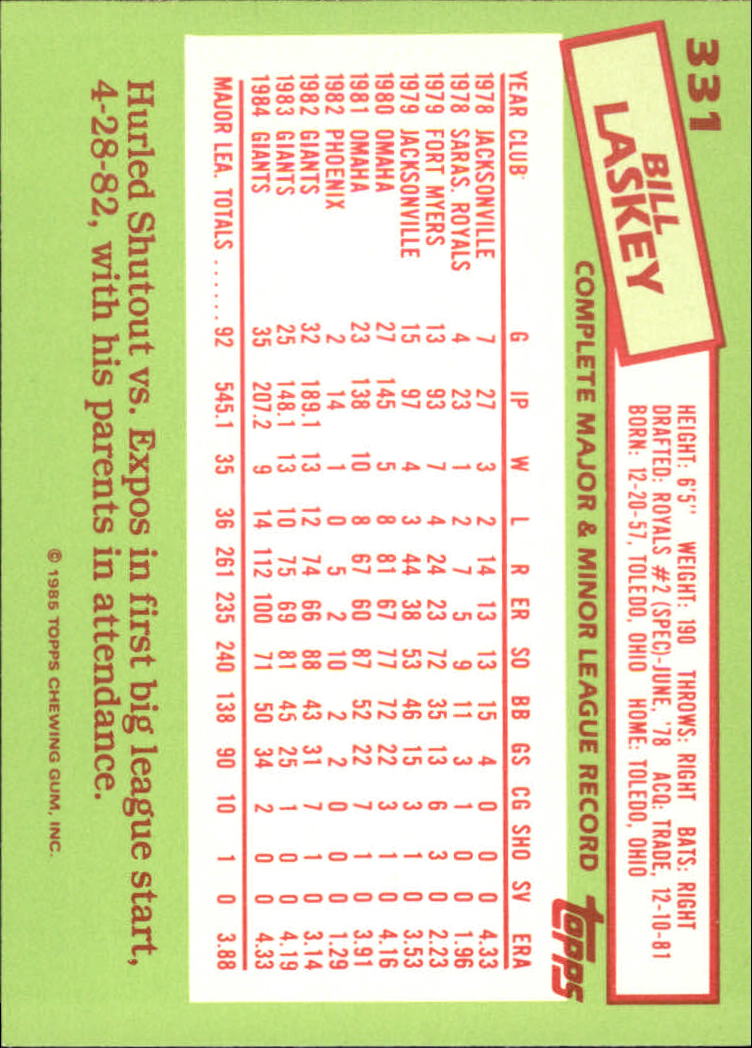 331
BILL
LASKEY
HEIGHT: 6'5" WEIGHT: 190 THROWS: RIGHT BATS: RIGHT
DRAFTED: ROYALS #2 (SPEC)-JUNE, '78 ACQ: TRADE, 12-10-81
BORN: 12-20-57, TOLEDO, OHIO HOME: TOLEDO, OHIO
COMPLETE MAJOR & MINOR LEAGUE RECORD
topps
YEAR CLUB G IP W L R ER SO BB GS CG SHO SV ERA
1978 JACKSONVILLE 7 27 3 2 14 13 13 15 4 0 0 0 4.33
1978 SARAS. ROYALS 4 23 1 2 7 5 9 11 3 1 0 0 1.96
1979 FORT MYERS 13 93 7 4 24 23 72 35 13 6 3 0 2.23
1979 JACKSONVILLE 15 97 4 3 44 38 53 46 15 3 1 0 3.53
1980 OMAHA 27 145 5 8 81 67 77 72 22 3 0 1 4.16
1981 OMAHA 23 138 10 8 67 60 87 52 22 7 1 0 3.91
1982 PHOENIX 2 14 1 0 5 2 10 2 2 0 0 0 1.29
1982 GIANTS 32 189.1 13 12 74 66 88 43 31 7 1 0 3.14
1983 GIANTS 25 148.1 13 10 75 69 81 45 25 1 0 0 4.19
1984 GIANTS 35 207.2 9 14 112 100 71 50 34 2 0 0 4.33
MAJOR LEA. TOTALS ...... 92 545.1 35 36 261 235 240 138 90 10 1 0 3.88
Hurled Shutout vs. Expos in first big league start,
4-28-82, with his parents in attendance.
© 1985 TOPPS CHEWING GUM, INC.